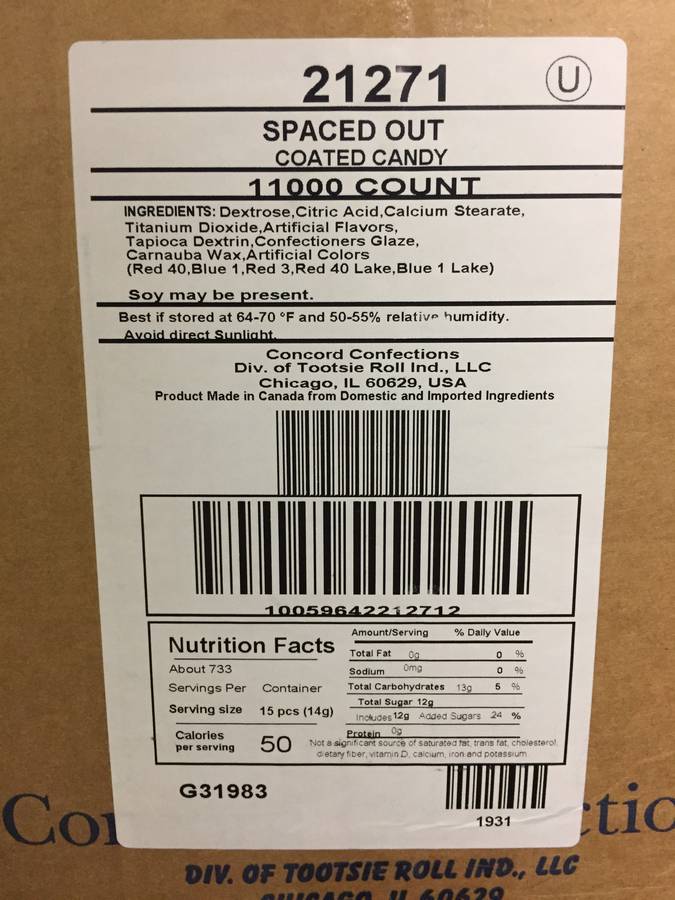 21271
U
SPACED OUT
COATED CANDY
11000 COUNT
INGREDIENTS: Dextrose,Citric Acid,Calcium Stearate,
Titanium Dioxide,Artificial Flavors,
Tapioca Dextrin,Confectioners Glaze,
Carnauba Wax,Artificial Colors
(Red 40,Blue 1,Red 3,Red 40 Lake,Blue 1 Lake)
Soy may be present.
Best if stored at 64-70 °F and 50-55% relative humidity.
Avoid direct Sunlight.
Concord Confections
Div. of Tootsie Roll Ind., LLC
Chicago, IL 60629, USA
Product Made in Canada from Domestic and Imported Ingredients
10059642212712
Nutrition Facts
About 733
Servings Per Container
Serving size 15 pcs (14g)
Calories
per serving 50
Amount/Serving % Daily Value
Total Fat 0g 0 %
Sodium 0mg 0 %
Total Carbohydrates 13g 5 %
Total Sugar 12g
Includes 12g Added Sugars 24 %
Protein 0g
Not a significant source of saturated fat, trans fat, cholesterol,
dietary fiber, vitamin D, calcium, iron and potassium
G31983
1931
Co
ctio
DIV. OF TOOTSIE ROLL IND., LLC
CHICAGO IL 60629